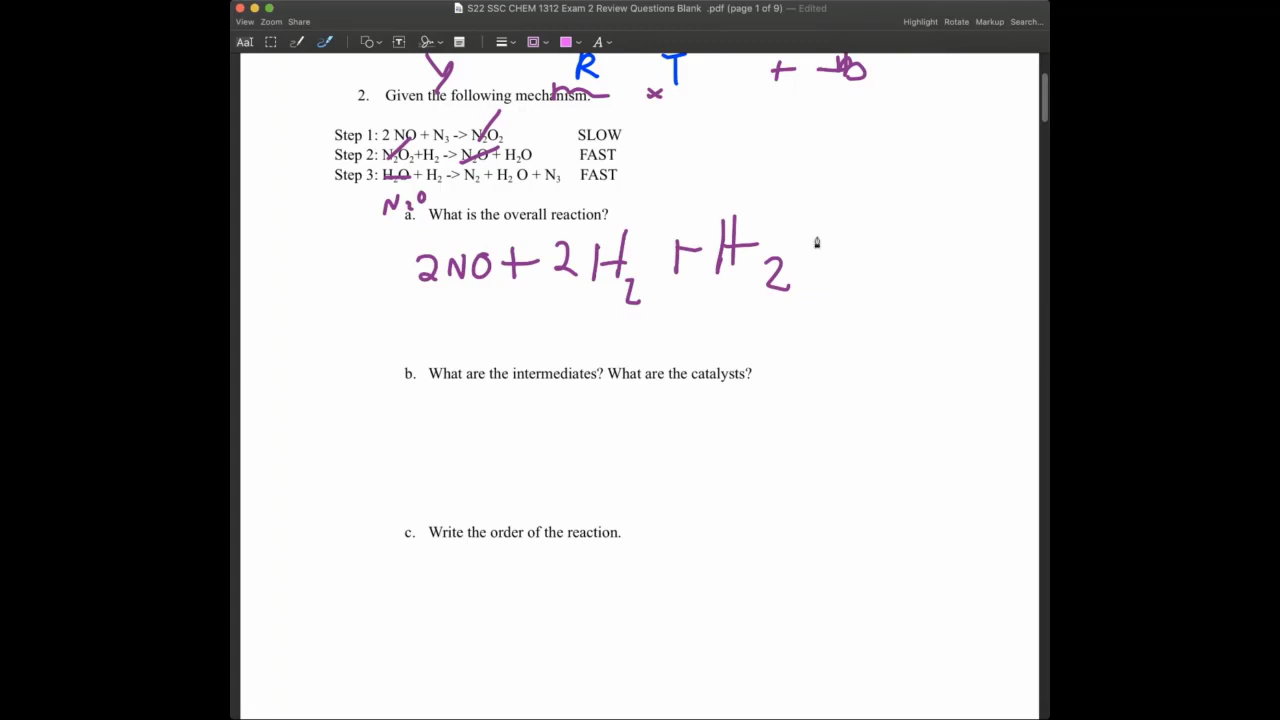 S22 SSC CHEM 1312 Exam 2 Review Questions Blank .pdf (page 1 of 9) — Edited
View Zoom Share Highlight Rotate Markup Search...
AaI
y R T + b
x
2. Given the following mechanism:
Step 1: 2 NO + N₃ -> N₂O₂ SLOW
Step 2: N₂O₂+H₂ -> N₂O + H₂O FAST
Step 3: H₂O + H₂ -> N₂ + H₂ O + N₃ FAST
N₂O
a. What is the overall reaction?
2NO + 2H₂ + H₂
b. What are the intermediates? What are the catalysts?
c. Write the order of the reaction.